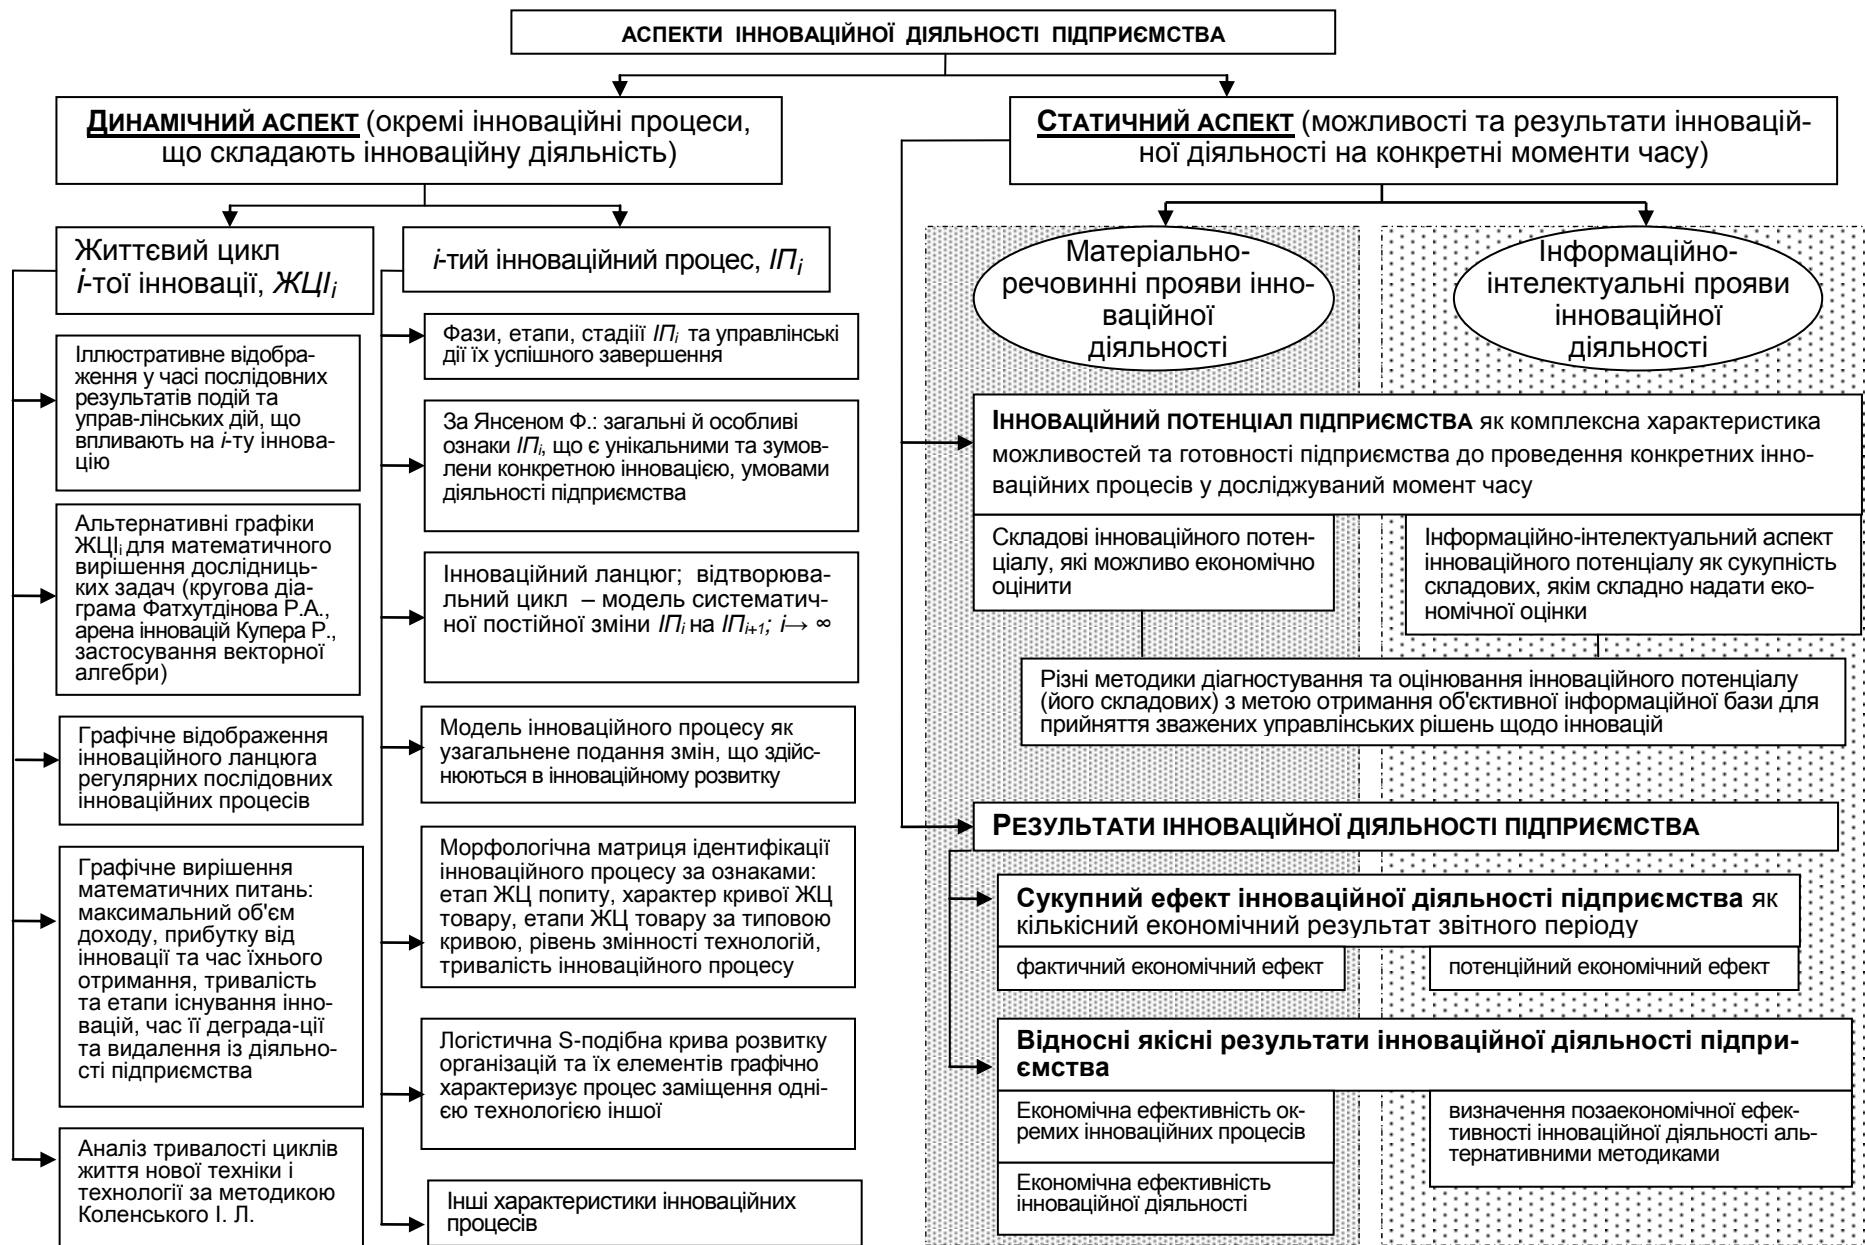 АСПЕКТИ ІННОВАЦІЙНОЇ ДІЯЛЬНОСТІ ПІДПРИЄМСТВА
ДИНАМІЧНИЙ АСПЕКТ (окремі інноваційні процеси,
що складають інноваційну діяльність)
Життєвий цикл
і-тої інновації, ЖЦІі
Іллюстративне відобра-
ження у часі послідовних
результатів подій та
управ-лінських дій, що
впливають на і-ту іннова-
цію
Альтернативні графіки
ЖЦІі для математичного
вирішення дослідниць-
ких задач (кругова діа-
грама Фатхутдінова Р.А.,
арена інновацій Купера Р.,
застосування векторної
алгебри)
Графічне відображення
інноваційного ланцюга
регулярних послідовних
інноваційних процесів
Графічне вирішення
математичних питань:
максимальний об'єм
доходу, прибутку від
інновації та час їхнього
отримання, тривалість
та етапи існування інно-
вацій, час її деграда-ції
та видалення із діяльно-
сті підприємства
Аналіз тривалості циклів
життя нової техніки і
технології за методикою
Коленського І. Л.
і-тий інноваційний процес, ІПі
Фази, етапи, стадіїї ІПі та управлінські
дії їх успішного завершення
За Янсеном Ф.: загальні й особливі
ознаки ІПі, що є унікальними та зумов-
лени конкретною інновацією, умовами
діяльності підприємства
Інноваційний ланцюг; відтворюва-
льний цикл – модель систематич-
ної постійної зміни ІПі на ІПі+1; і→ ∞
Модель інноваційного процесу як
узагальнене подання змін, що здійс-
нюються в інноваційному розвитку
Морфологічна матриця ідентифікації
інноваційного процесу за ознаками:
етап ЖЦ попиту, характер кривої ЖЦ
товару, етапи ЖЦ товару за типовою
кривою, рівень змінності технологій,
тривалість інноваційного процесу
Логістична S-подібна крива розвитку
організацій та їх елементів графічно
характеризує процес заміщення одні-
єю технологією іншої
Інші характеристики інноваційних
процесів
СТАТИЧНИЙ АСПЕКТ (можливості та результати інновацій-
ної діяльності на конкретні моменти часу)
Матеріально-
речовинні прояви інно-
ваційної
діяльності
Інформаційно-
інтелектуальні прояви
інноваційної
діяльності
ІННОВАЦІЙНИЙ ПОТЕНЦІАЛ ПІДПРИЄМСТВА як комплексна характеристика
можливостей та готовності підприємства до проведення конкретних інно-
ваційних процесів у досліджуваний момент часу
Складові інноваційного потен-
ціалу, які можливо економічно
оцінити
Інформаційно-інтелектуальний аспект
інноваційного потенціалу як сукупність
складових, якім складно надати еко-
номічної оцінки
Різні методики діагностування та оцінювання інноваційного потенціалу
(його складових) з метою отримання об'єктивної інформаційної бази для
прийняття зважених управлінських рішень щодо інновацій
РЕЗУЛЬТАТИ ІННОВАЦІЙНОЇ ДІЯЛЬНОСТІ ПІДПРИЄМСТВА
Сукупний ефект інноваційної діяльності підприємства як
кількісний економічний результат звітного періоду
фактичний економічний ефект
потенційний економічний ефект
Відносні якісні результати інноваційної діяльності підпри-
ємства
Економічна ефективність ок-
ремих інноваційних процесів
Економічна ефективність
інноваційної діяльності
визначення позаекономічної ефек-
тивності інноваційної діяльності аль-
тернативними методиками